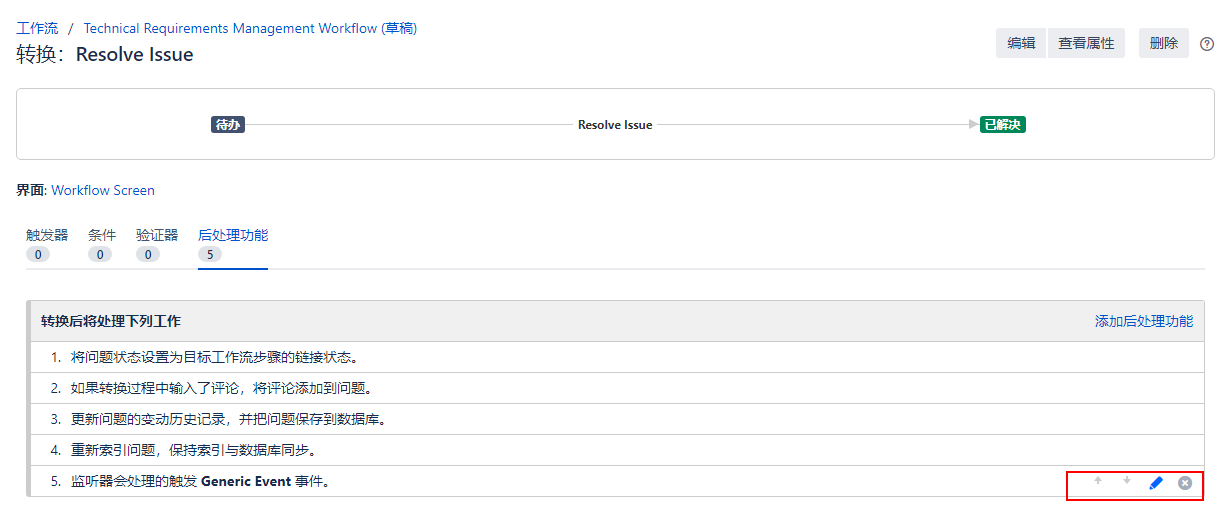 工作流 / Technical Requirements Management Workflow (草稿)
转换：Resolve Issue
编辑 查看属性 删除
待办 Resolve Issue 已解决
界面: Workflow Screen
触发器 条件 验证器 后处理功能
0 0 0 5
转换后将处理下列工作 添加后处理功能
1. 将问题状态设置为目标工作流步骤的链接状态。
2. 如果转换过程中输入了评论，将评论添加到问题。
3. 更新问题的变动历史记录，并把问题保存到数据库。
4. 重新索引问题，保持索引与数据库同步。
5. 监听器会处理的触发 Generic Event 事件。